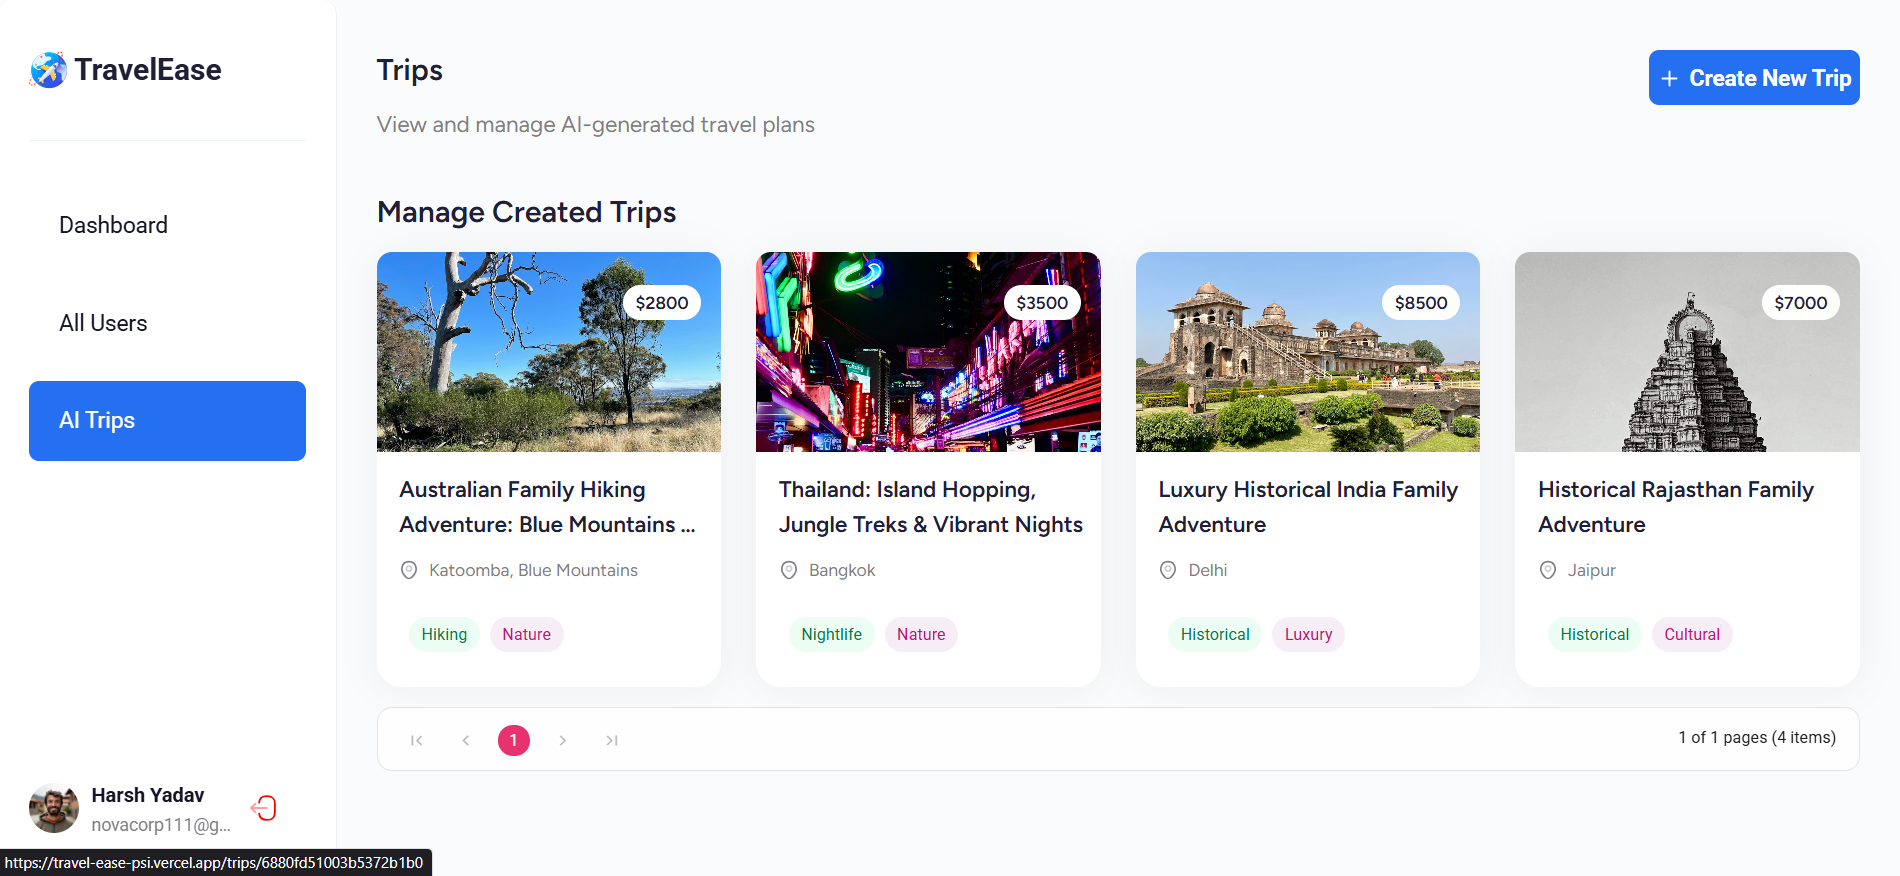 TravelEase
Dashboard
All Users
AI Trips
Harsh Yadav
novacorp111@g...
https://travel-ease-psi.vercel.app/trips/6880fd51003b5372b1b0
Trips
View and manage AI-generated travel plans
Create New Trip
Manage Created Trips
$2800
Australian Family Hiking
Adventure: Blue Mountains ...
Katoomba, Blue Mountains
Hiking Nature
$3500
Thailand: Island Hopping,
Jungle Treks & Vibrant Nights
Bangkok
Nightlife Nature
$8500
Luxury Historical India Family
Adventure
Delhi
Historical Luxury
$7000
Historical Rajasthan Family
Adventure
Jaipur
Historical Cultural
1
1 of 1 pages (4 items)